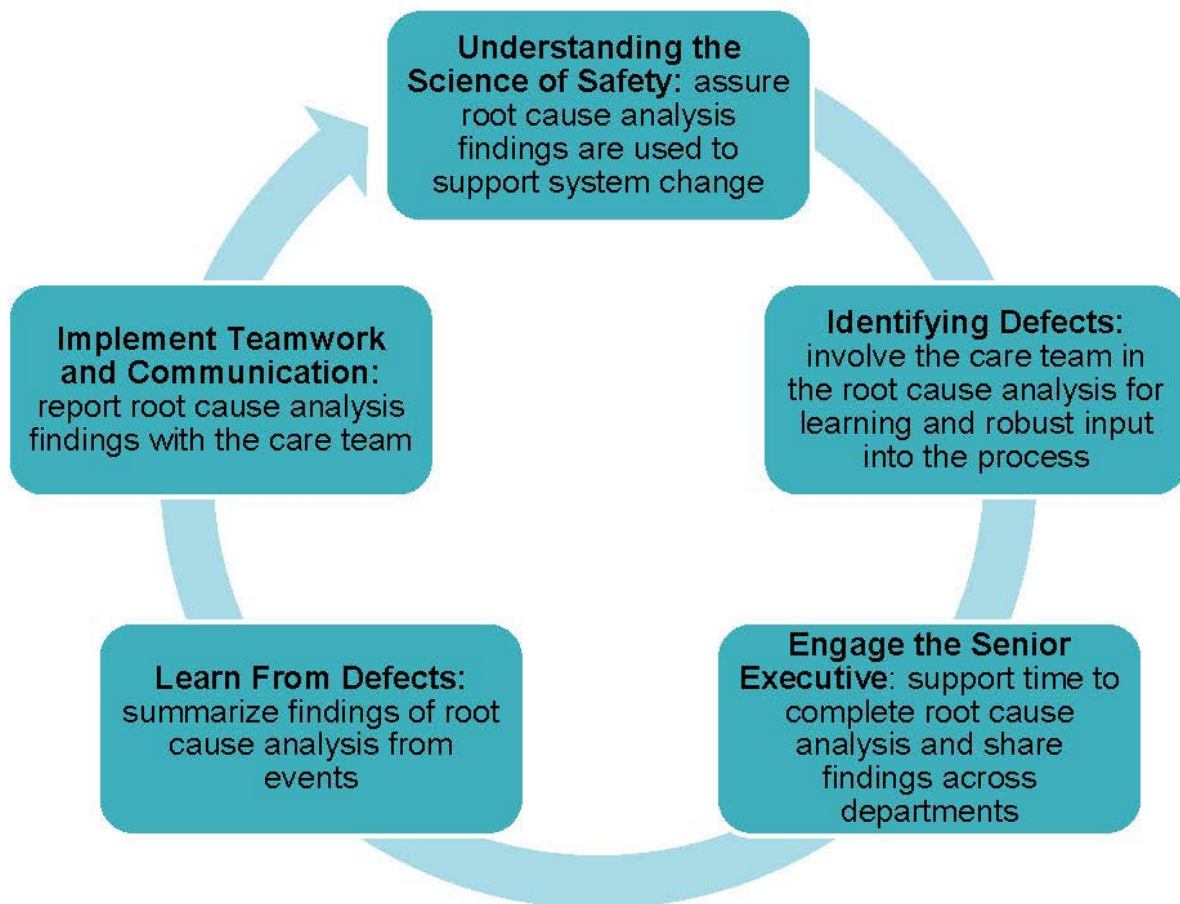 Understanding the
Science of Safety: assure
root cause analysis
findings are used to
support system change
Identifying Defects:
involve the care team in
the root cause analysis for
learning and robust input
into the process
Engage the Senior
Executive: support time to
complete root cause
analysis and share
findings across
departments
Learn From Defects:
summarize findings of root
cause analysis from
events
Implement Teamwork
and Communication:
report root cause analysis
findings with the care team